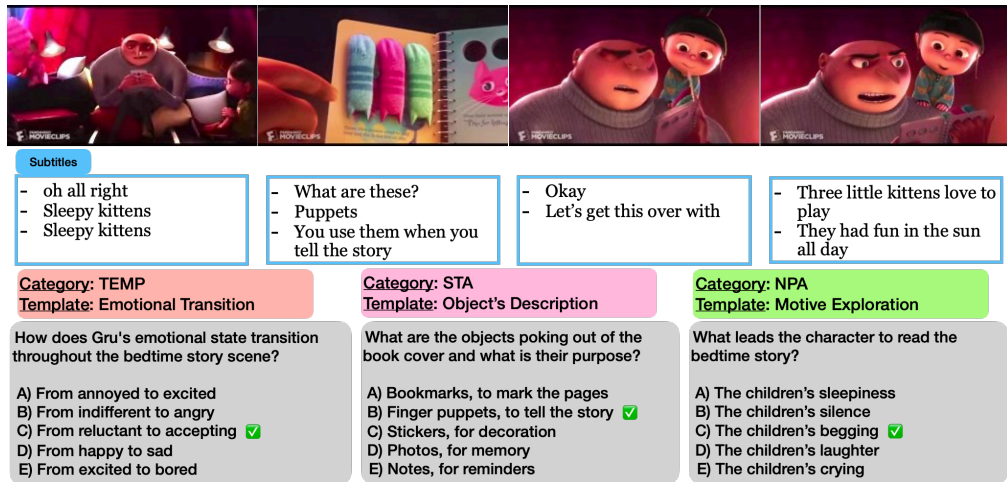 MOVIECLIPS
MOVIECLIPS
MOVIECLIPS
MOVIECLIPS
Subtitles
- oh all right
- Sleepy kittens
- Sleepy kittens
- What are these?
- Puppets
- You use them when you
tell the story
- Okay
- Let's get this over with
- Three little kittens love to
play
- They had fun in the sun
all day
Category: TEMP
Template: Emotional Transition
How does Gru's emotional state transition
throughout the bedtime story scene?
A) From annoyed to excited
B) From indifferent to angry
C) From reluctant to accepting ✅
D) From happy to sad
E) From excited to bored
Category: STA
Template: Object's Description
What are the objects poking out of the
book cover and what is their purpose?
A) Bookmarks, to mark the pages
B) Finger puppets, to tell the story ✅
C) Stickers, for decoration
D) Photos, for memory
E) Notes, for reminders
Category: NPA
Template: Motive Exploration
What leads the character to read the
bedtime story?
A) The children's sleepiness
B) The children's silence
C) The children's begging ✅
D) The children's laughter
E) The children's crying